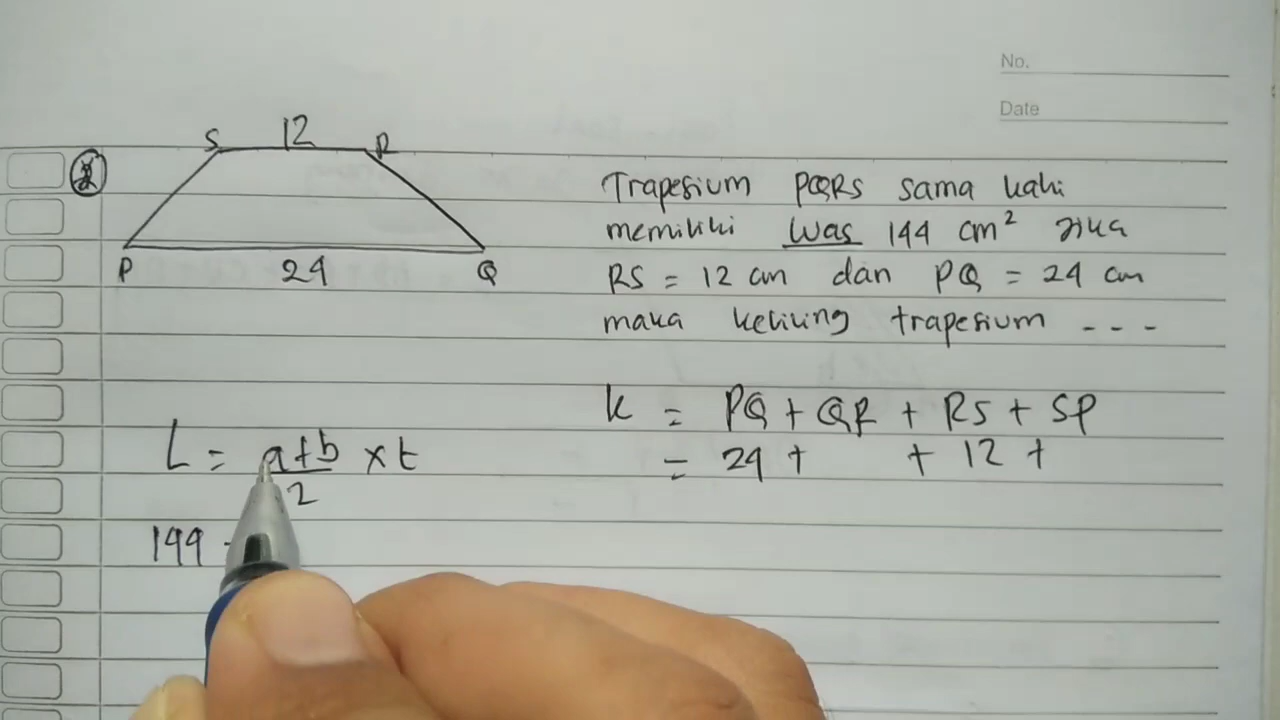 No.
Date
S 12 R
P 24 Q
Trapesium PQRS sama kaki
memiliki luas 144 cm² jika
RS = 12 cm dan PQ = 24 cm
maka keliling trapesium ---
K = PQ + QR + RS + SP
= 24 + + 12 +
L = a+b/2 x t
144